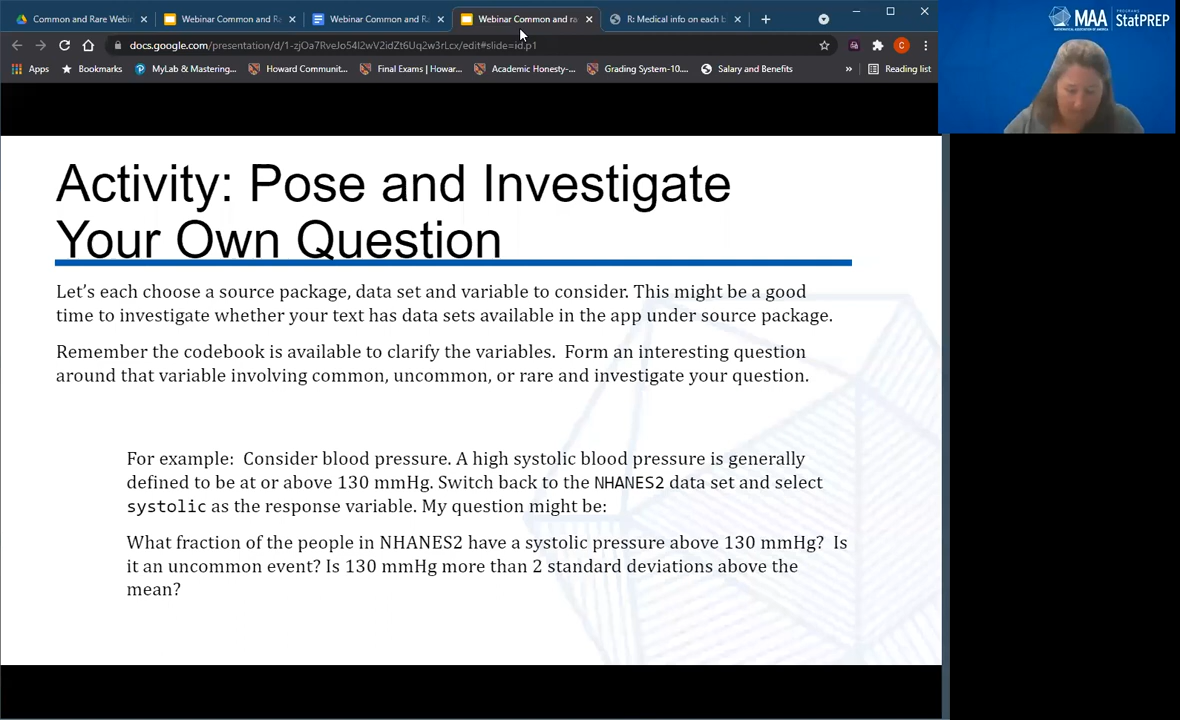 Common and Rare Webi
Webinar Common and Ra
Webinar Common and Ra
Webinar Common and ra
R: Medical info on each b
docs.google.com/presentation/d/1-zjOa7RveJo54l2wV2idZt6Uq2w3rLcx/edit#slide=id.p1
C
Apps
Bookmarks
MyLab & Mastering...
Howard Communit...
Final Exams | Howar...
Academic Honesty-...
Grading System-10....
Salary and Benefits
»
Reading list
MAA StatPREP
MATHEMATICAL ASSOCIATION OF AMERICA
PROGRAMS
Activity: Pose and Investigate
Your Own Question
Let's each choose a source package, data set and variable to consider. This might be a good
time to investigate whether your text has data sets available in the app under source package.
Remember the codebook is available to clarify the variables. Form an interesting question
around that variable involving common, uncommon, or rare and investigate your question.
For example: Consider blood pressure. A high systolic blood pressure is generally
defined to be at or above 130 mmHg. Switch back to the NHANES2 data set and select
systolic as the response variable. My question might be:
What fraction of the people in NHANES2 have a systolic pressure above 130 mmHg? Is
it an uncommon event? Is 130 mmHg more than 2 standard deviations above the
mean?